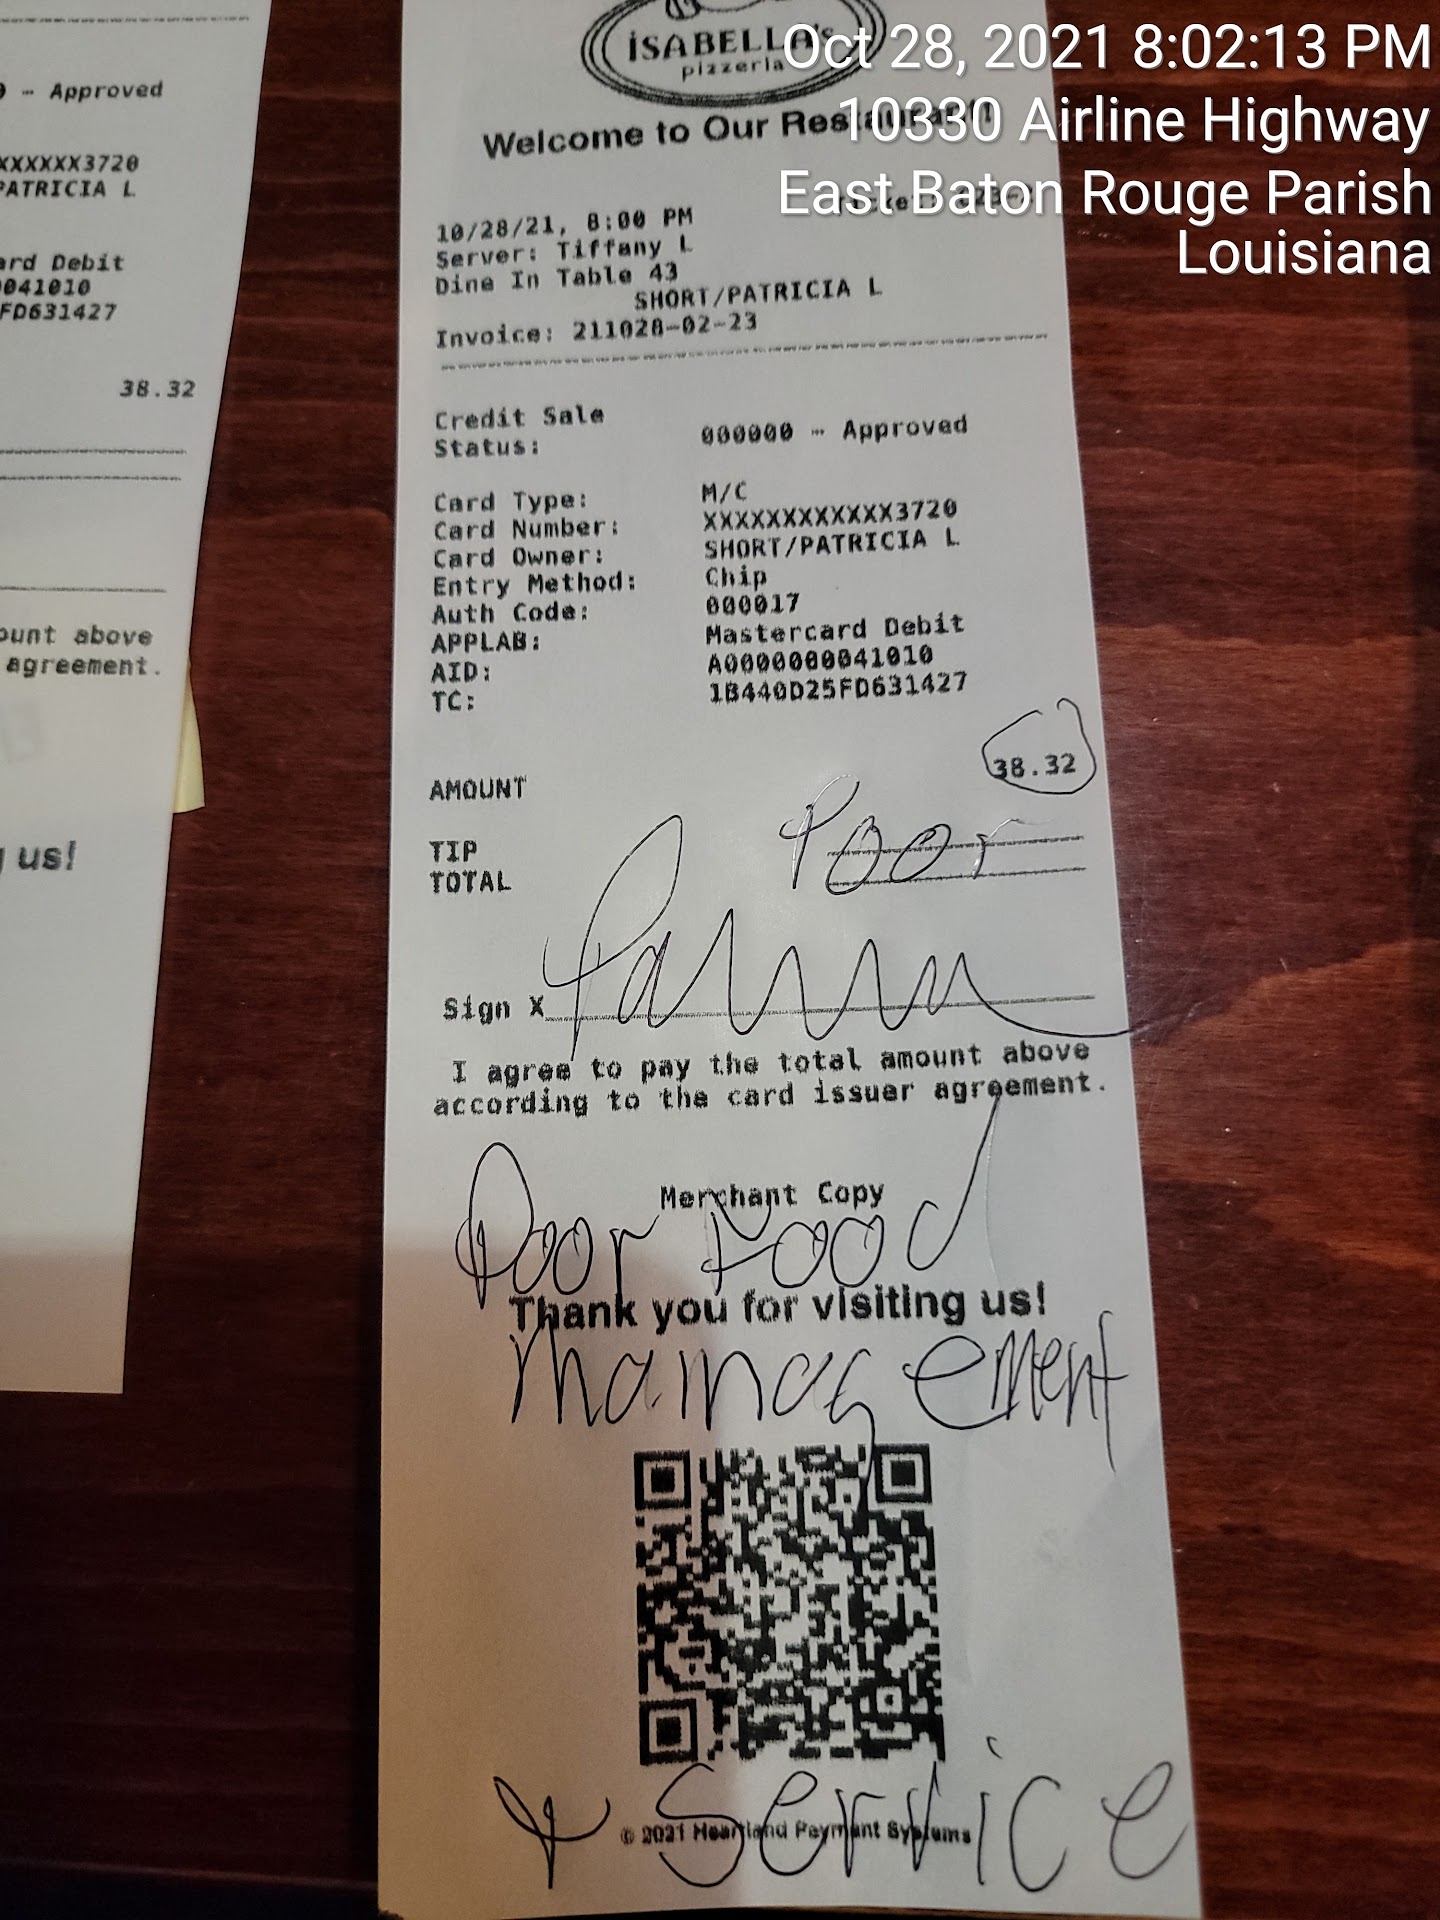 Oct 28, 2021 8:02:13 PM
10330 Airline Highway
East Baton Rouge Parish
Louisiana
– Approved
XXXXXX3720
PATRICIA L
ard Debit
041010
FD631427
38.32
ount above
agreement.
us!
ISABELLA's
pizzeria
Welcome to Our Restaurant!
10/28/21, 8:00 PM
Server: Tiffany L
Dine In Table 43
SHORT/PATRICIA L
Invoice: 211028-02-23
Credit Sale
Status: 000000 – Approved
Card Type: M/C
Card Number: XXXXXXXXXXXX3720
Card Owner: SHORT/PATRICIA L
Entry Method: Chip
Auth Code: 000017
APPLAB: Mastercard Debit
AID: A0000000041010
TC: 1B440D25FD631427
AMOUNT 38.32
TIP Poor
TOTAL
Sign X
I agree to pay the total amount above
according to the card issuer agreement.
Merchant Copy
Poor Food
Thank you for visiting us!
management
& Service
© 2021 Heartland Payment Systems